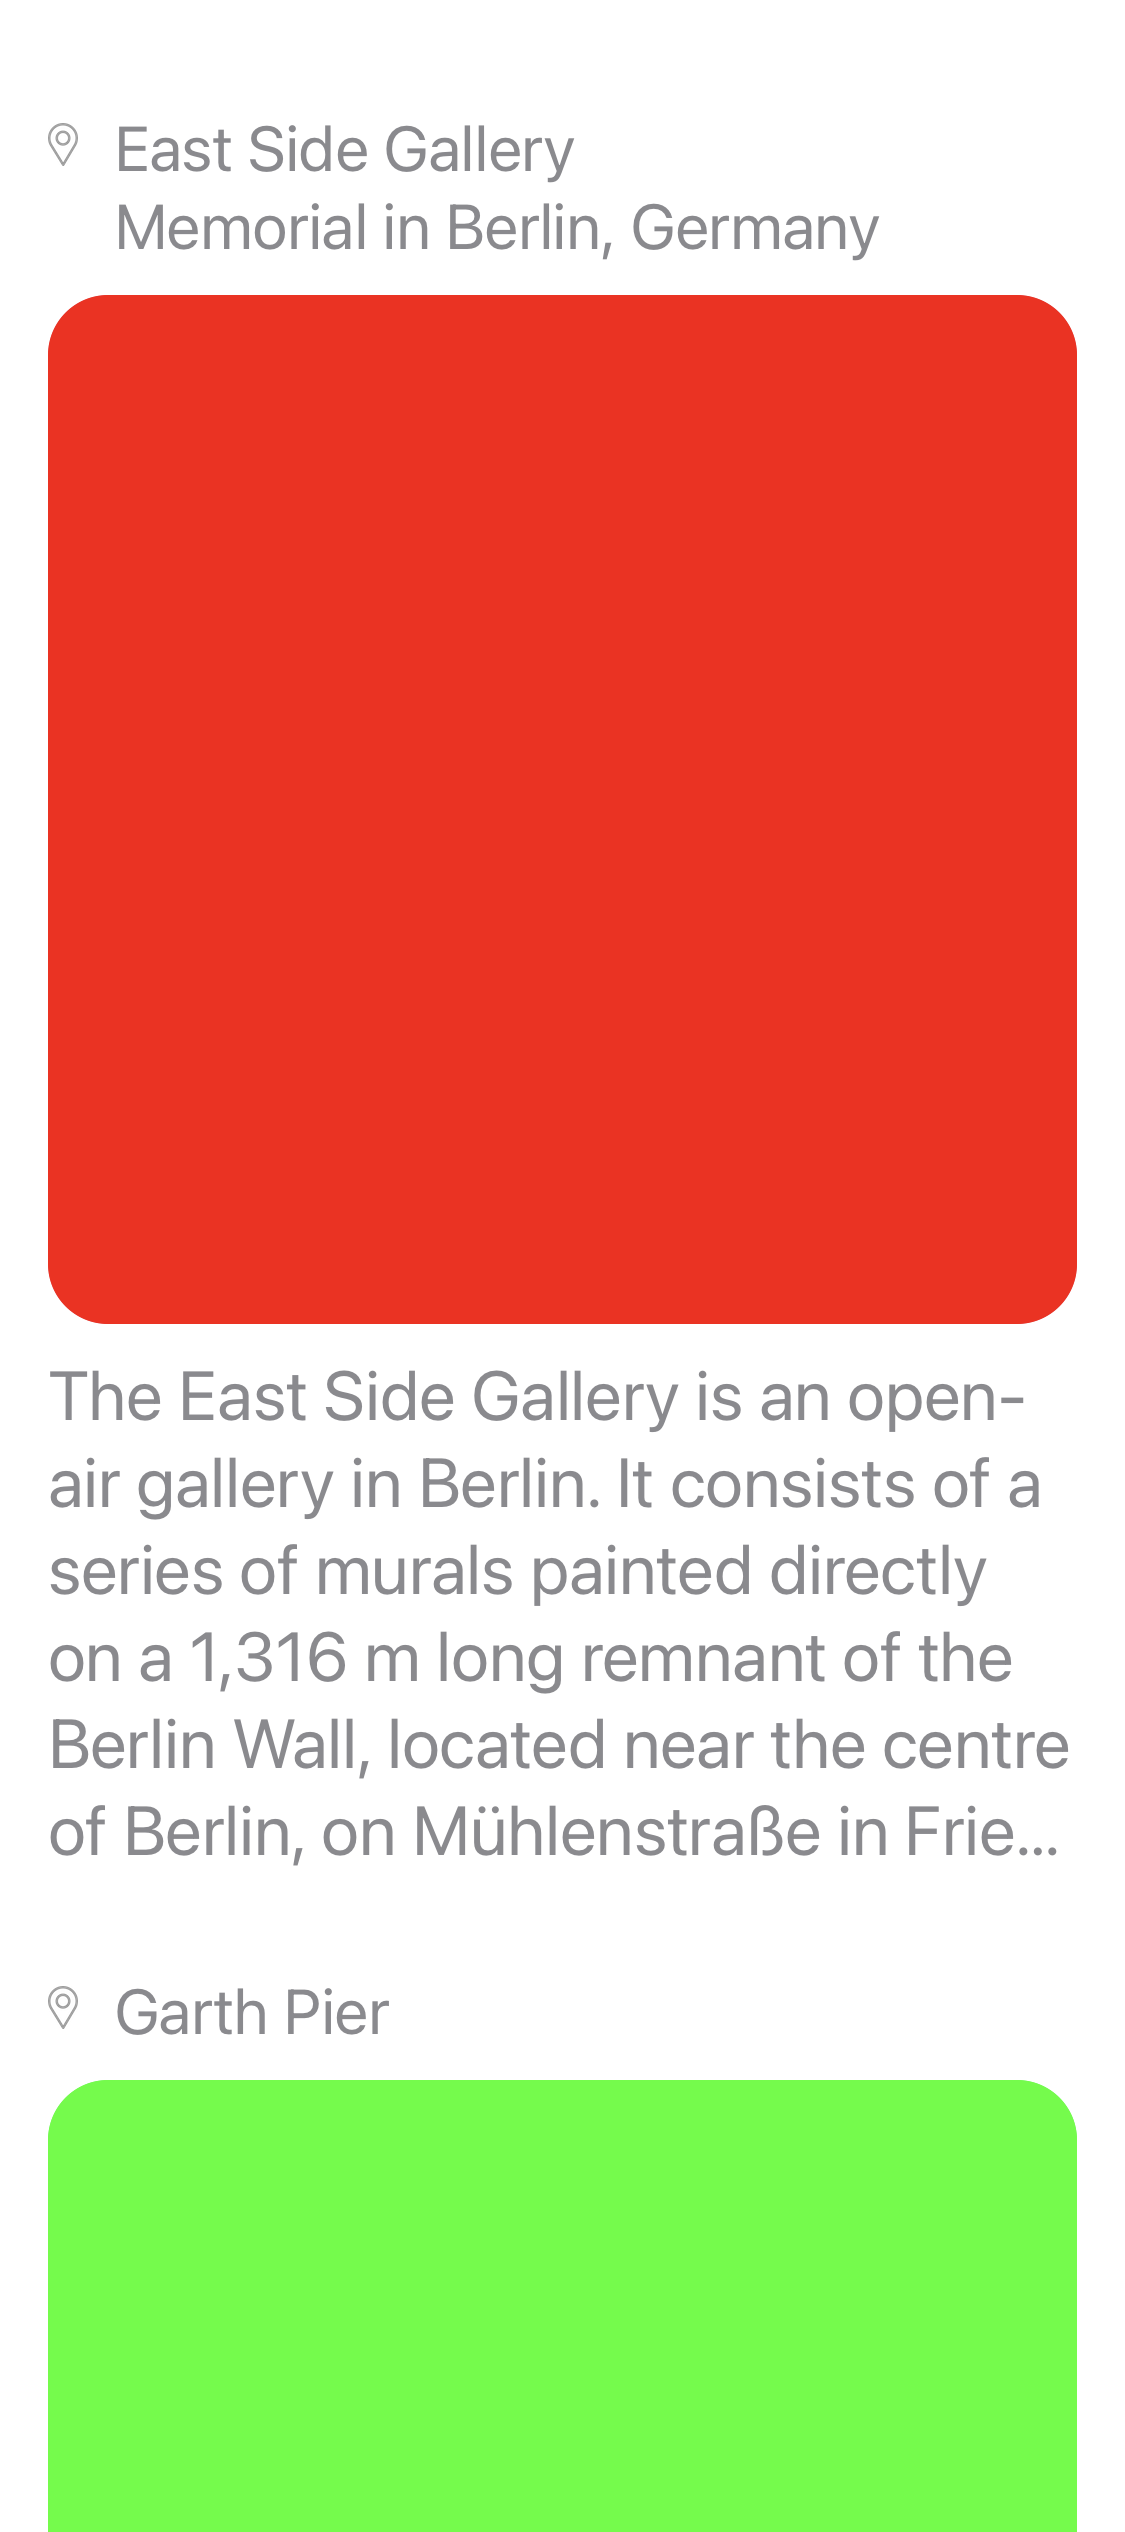 East Side Gallery
Memorial in Berlin, Germany
The East Side Gallery is an open-
air gallery in Berlin. It consists of a
series of murals painted directly
on a 1,316 m long remnant of the
Berlin Wall, located near the centre
of Berlin, on Mühlenstraße in Frie...
Garth Pier